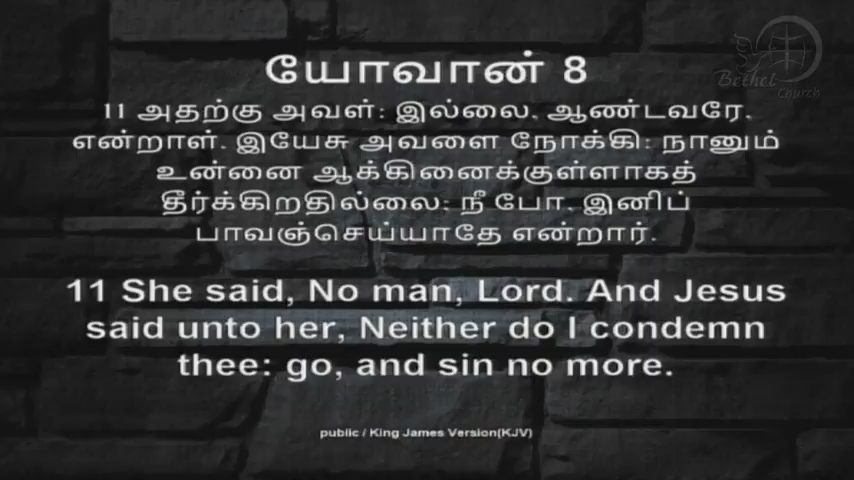 யோவான் 8
11 அதற்கு அவள்: இல்லை, ஆண்டவரே,
என்றாள். இயேசு அவளை நோக்கி: நானும்
உன்னை ஆக்கினைக்குள்ளாகத்
தீர்க்கிறதில்லை; நீ போ, இனிப்
பாவஞ்செய்யாதே என்றார்.
11 She said, No man, Lord. And Jesus
said unto her, Neither do I condemn
thee: go, and sin no more.
public / King James Version(KJV)
Bethel
Church